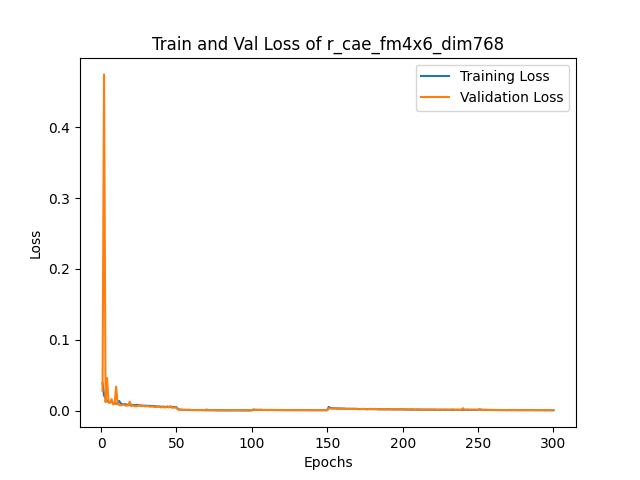 Train and Val Loss of r_cae_fm4x6_dim768
Training Loss
Validation Loss
0.4
0.3
0.2
0.1
0.0
Loss
0
50
100
150
200
250
300
Epochs